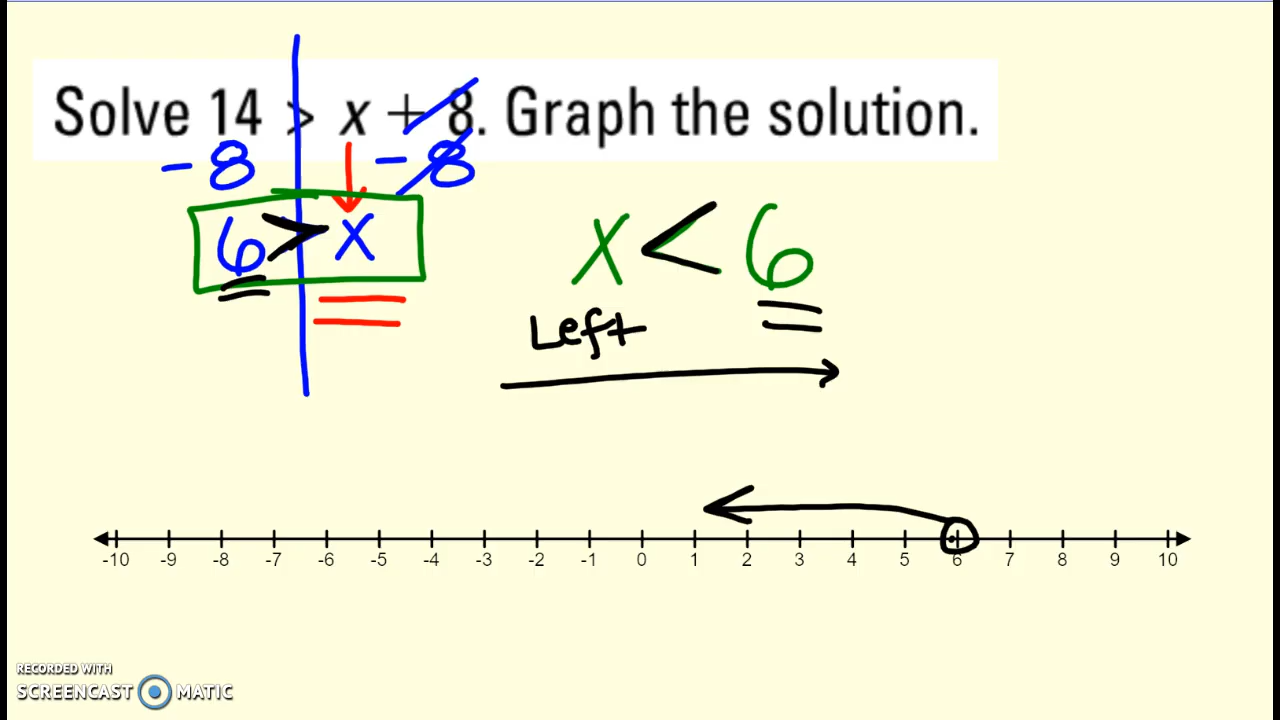 Solve 14 > x + 8. Graph the solution.
- 8 - 8
6 > x
x < 6
Left
-10 -9 -8 -7 -6 -5 -4 -3 -2 -1 0 1 2 3 4 5 6 7 8 9 10
RECORDED WITH
SCREENCAST MATIC